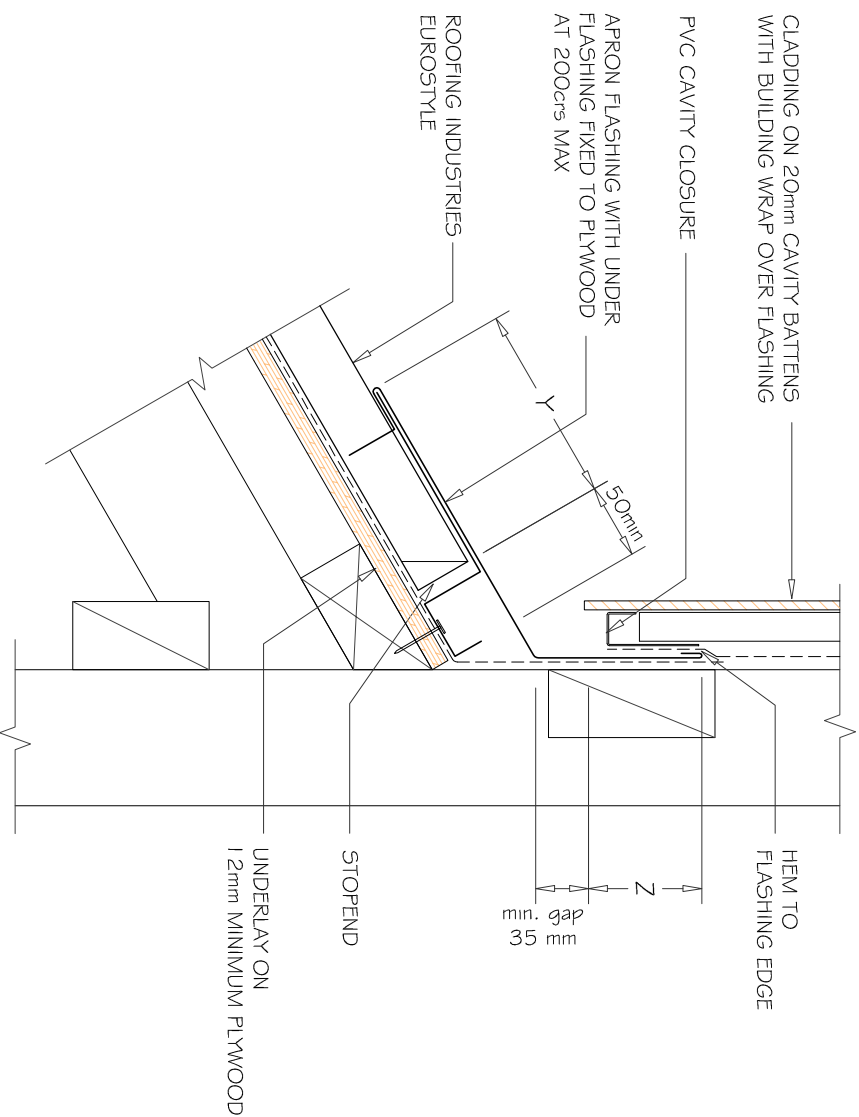 CLADDING ON 20mm CAVITY BATTENS
WITH BUILDING WRAP OVER FLASHING
PVC CAVITY CLOSURE
APRON FLASHING WITH UNDER
FLASHING FIXED TO PLYWOOD
AT 200crs MAX
ROOFING INDUSTRIES
EUROSTYLE
Y
50min
Z
min. gap
35 mm
HEM TO
FLASHING EDGE
STOPEND
UNDERLAY ON
12mm MINIMUM PLYWOOD